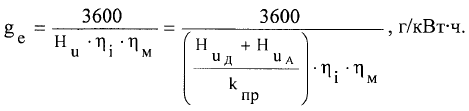 g_e = 3600 / (H_u · η_i · η_м) = 3600 / (((H_uД + H_uА) / k_пр) · η_i · η_м), г/кВт·ч.